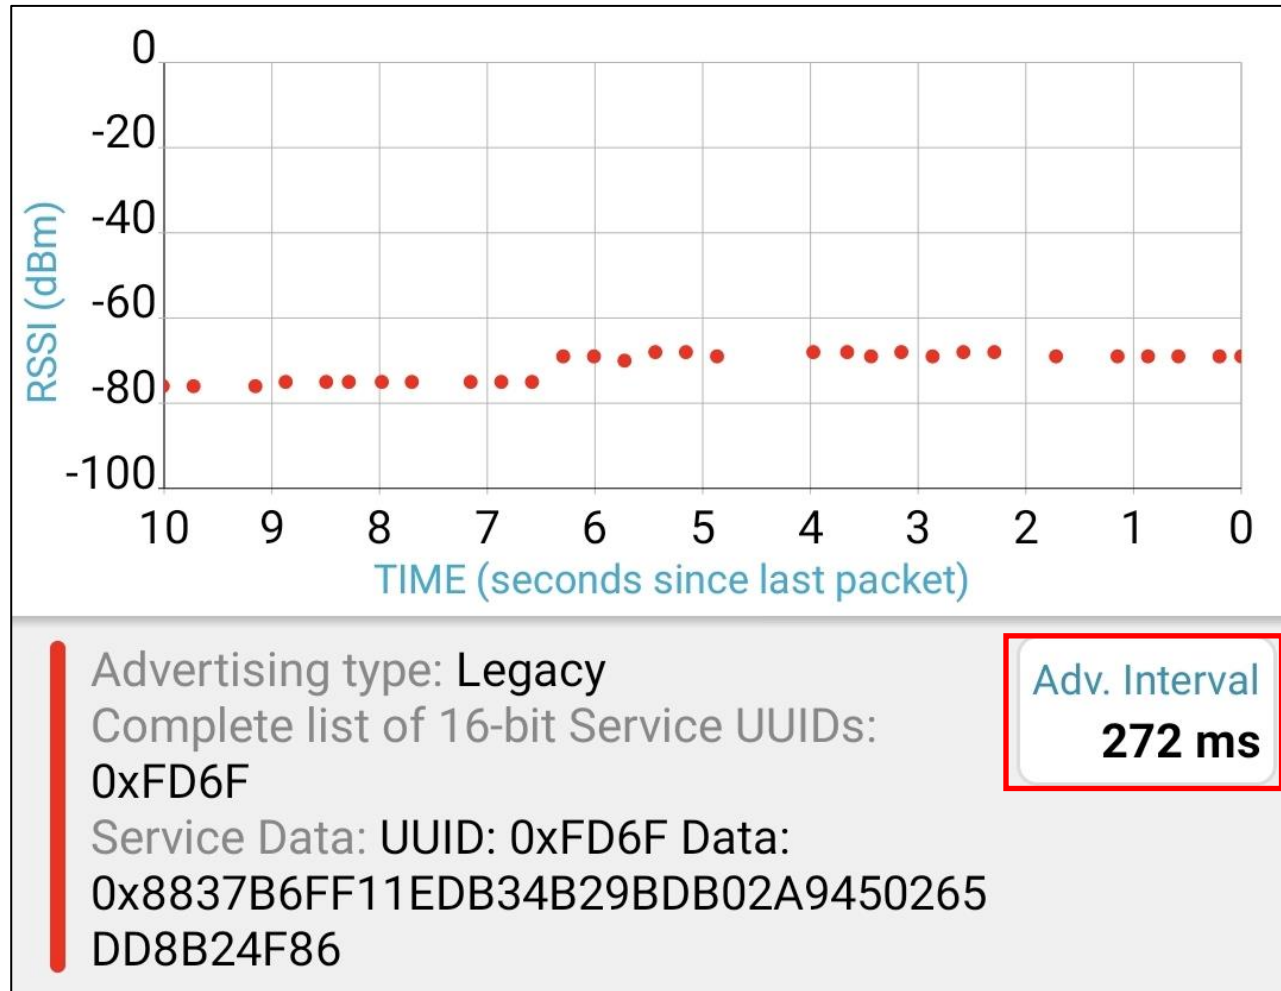 0
-20
-40
-60
-80
-100
RSSI (dBm)
10 9 8 7 6 5 4 3 2 1 0
TIME (seconds since last packet)
Advertising type: Legacy
Complete list of 16-bit Service UUIDs:
0xFD6F
Service Data: UUID: 0xFD6F Data:
0x8837B6FF11EDB34B29BDB02A9450265
DD8B24F86
Adv. Interval
272 ms